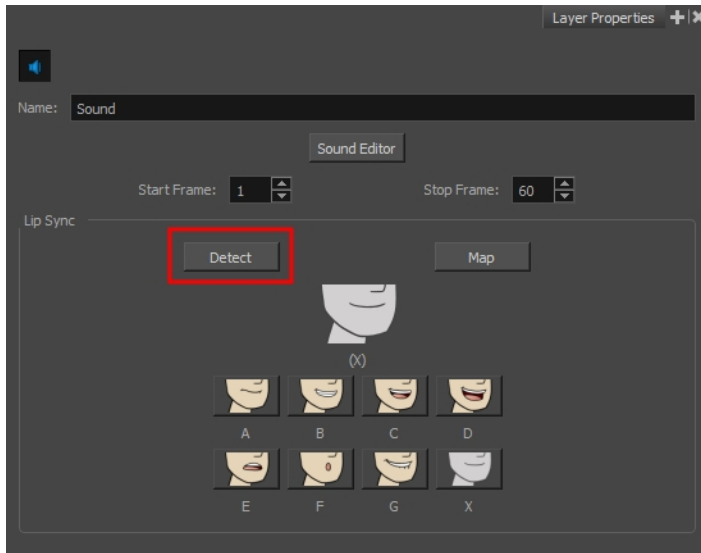 Layer Properties
Name: Sound
Sound Editor
Start Frame: 1 Stop Frame: 60
Lip Sync
Detect Map
(X)
A B C D
E F G X